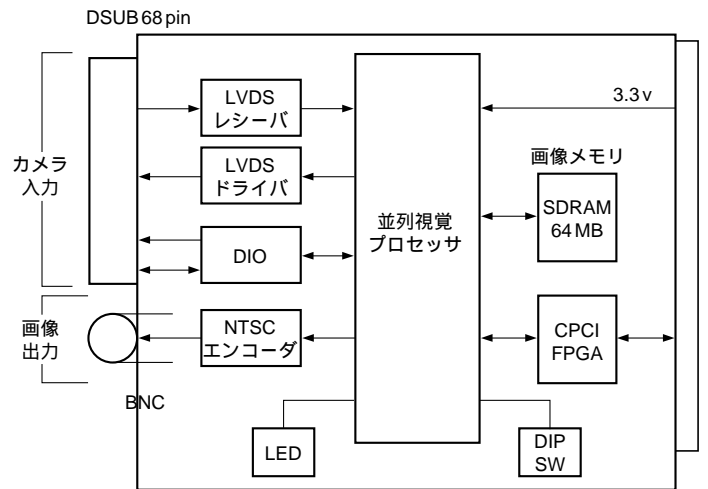 DSUB 68 pin
LVDS
レシーバ
3.3 v
カメラ
入力
LVDS
ドライバ
画像メモリ
SDRAM
64 MB
並列視覚
プロセッサ
DIO
画像
出力
NTSC
エンコーダ
CPCI
FPGA
BNC
LED
DIP
SW